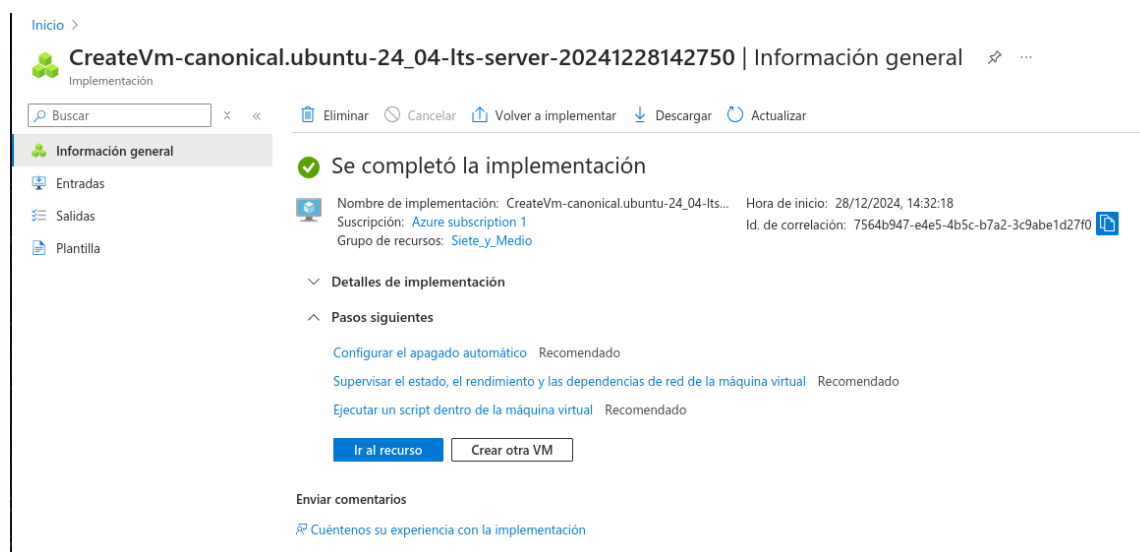 Inicio >
CreateVm-canonical.ubuntu-24_04-lts-server-20241228142750 | Información general ...
Implementación
Buscar
Eliminar Cancelar Volver a implementar Descargar Actualizar
Información general
Entradas
Salidas
Plantilla
Se completó la implementación
Nombre de implementación: CreateVm-canonical.ubuntu-24_04-lts... Hora de inicio: 28/12/2024, 14:32:18
Suscripción: Azure subscription 1 Id. de correlación: 7564b947-e4e5-4b5c-b7a2-3c9abe1d27f0
Grupo de recursos: Siete_y_Medio
Detalles de implementación
Pasos siguientes
Configurar el apagado automático Recomendado
Supervisar el estado, el rendimiento y las dependencias de red de la máquina virtual Recomendado
Ejecutar un script dentro de la máquina virtual Recomendado
Ir al recurso Crear otra VM
Enviar comentarios
Cuéntenos su experiencia con la implementación